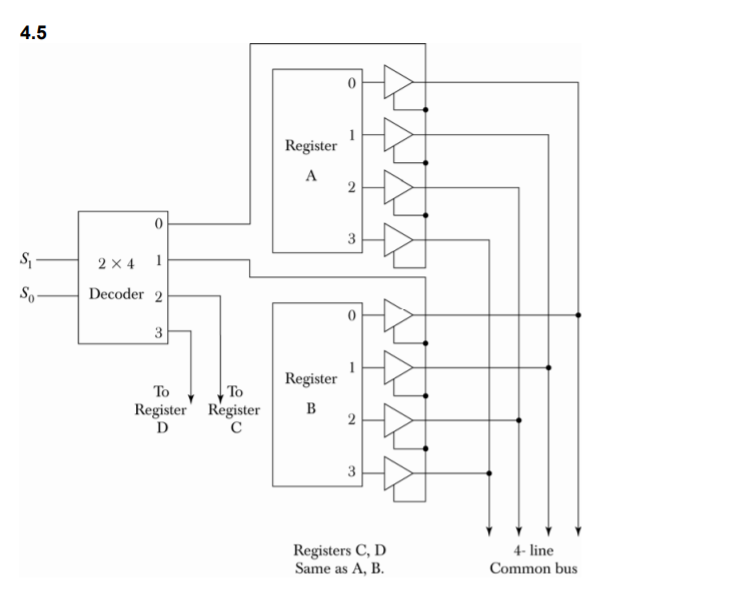 4.5
0
Register
A
1
2
3
S₁
S₀
2 × 4
Decoder
0
1
2
3
To
Register
D
To
Register
C
0
Register
B
1
2
3
Registers C, D
Same as A, B.
4- line
Common bus